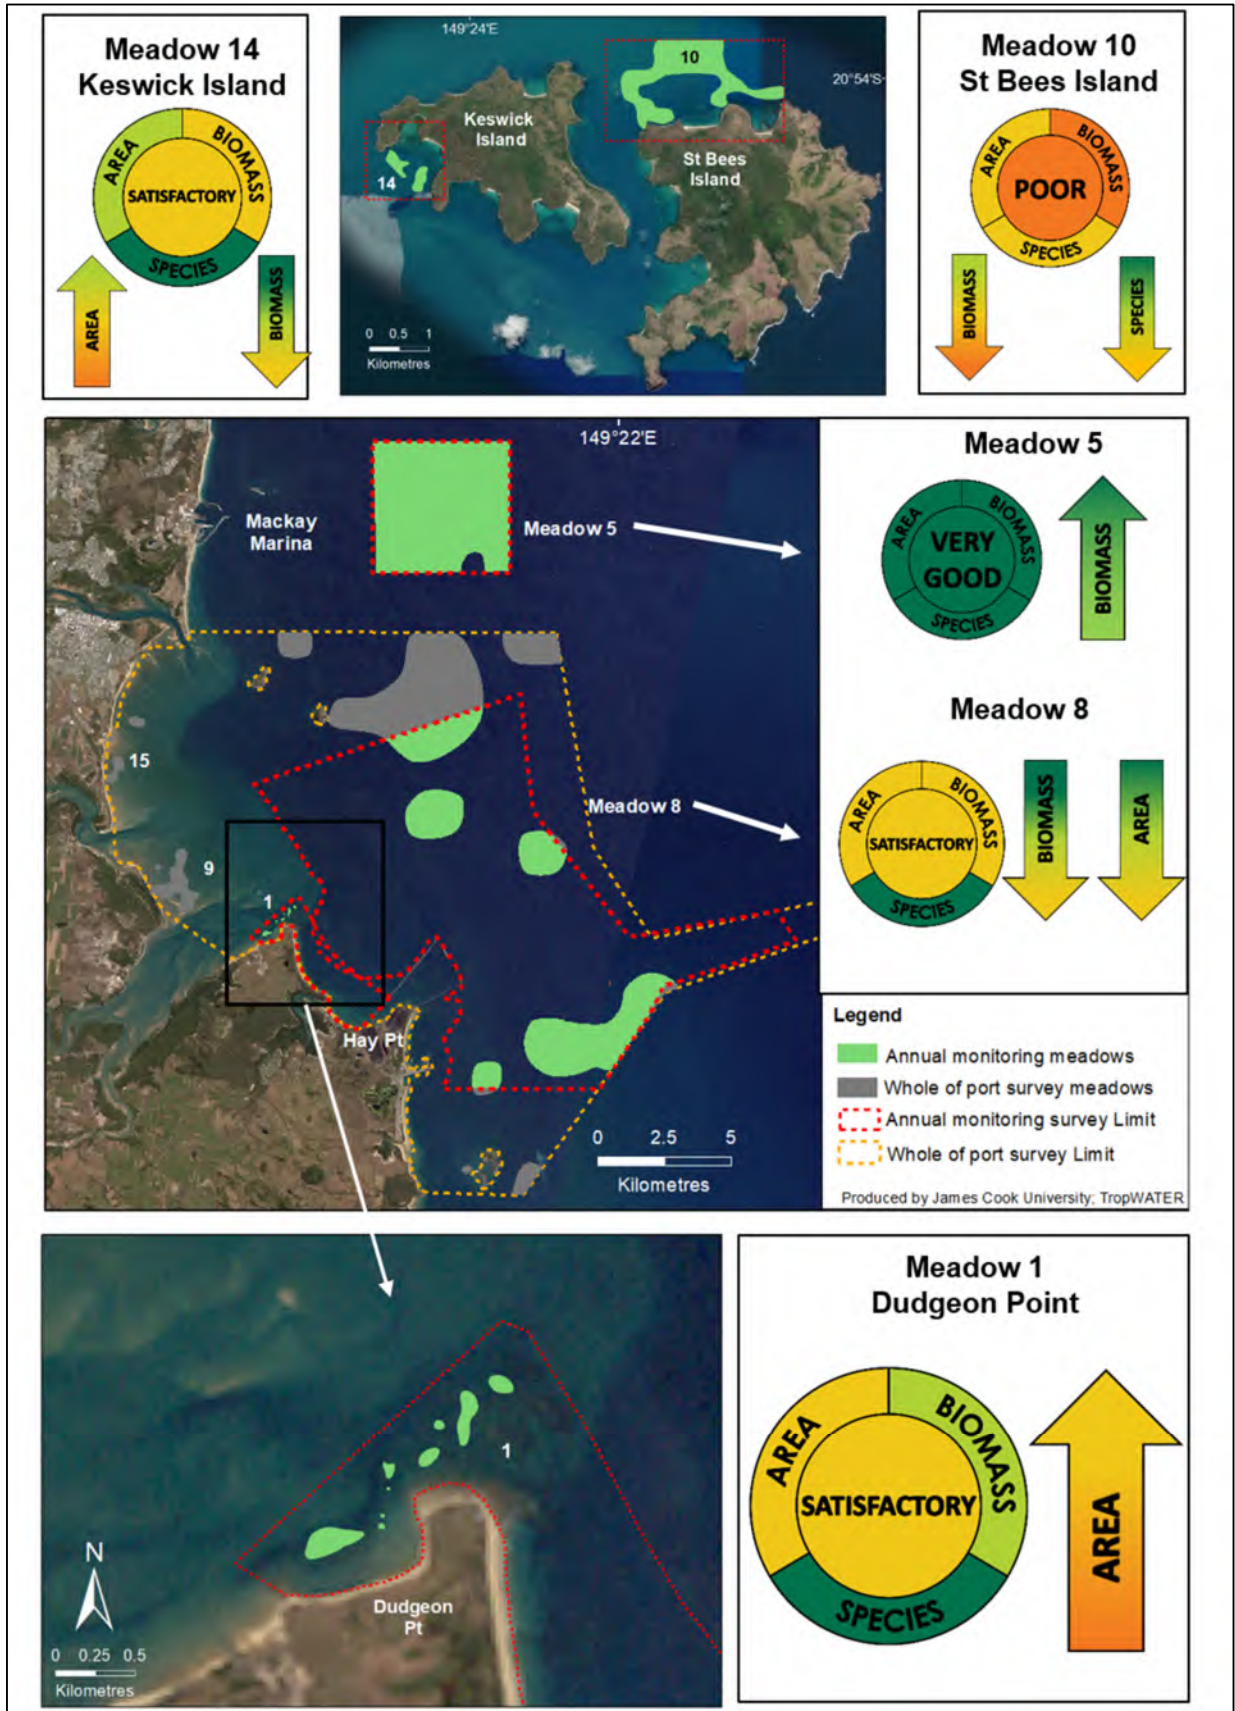 Meadow 14
Keswick Island
AREA
BIOMASS
SATISFACTORY
SPECIES
AREA
BIOMASS
149°24'E
10
20°54'S
Keswick
Island
St Bees
Island
14
0 0.5 1
Kilometres
Meadow 10
St Bees Island
AREA
BIOMASS
POOR
SPECIES
BIOMASS
SPECIES
149°22'E
Mackay
Marina
Meadow 5
15
Meadow 8
9
1
Hay Pt
0 2.5 5
Kilometres
Meadow 5
AREA
BIOMASS
VERY
GOOD
SPECIES
BIOMASS
Meadow 8
AREA
BIOMASS
SATISFACTORY
SPECIES
BIOMASS
AREA
Legend
Annual monitoring meadows
Whole of port survey meadows
Annual monitoring survey Limit
Whole of port survey Limit
Produced by James Cook University; TropWATER
1
N
Dudgeon
Pt
0 0.25 0.5
Kilometres
Meadow 1
Dudgeon Point
AREA
BIOMASS
SATISFACTORY
SPECIES
AREA